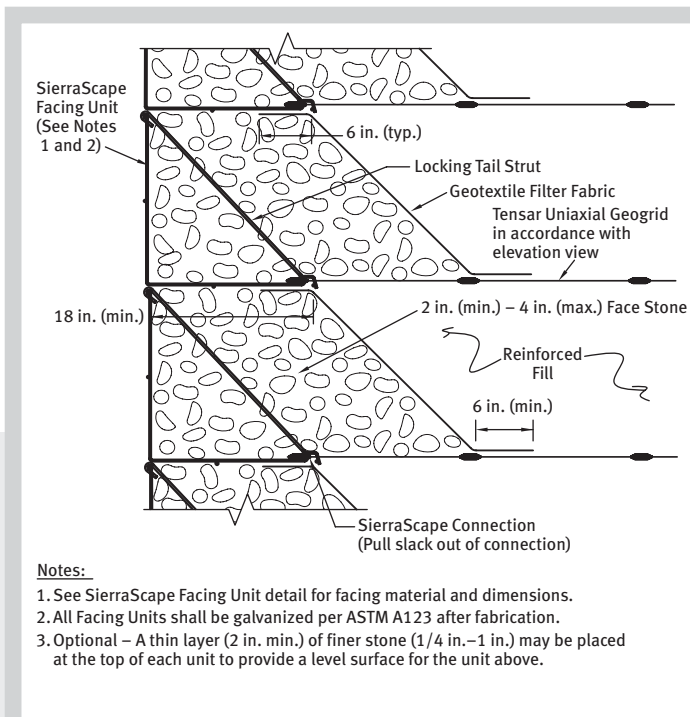 SierraScape
Facing Unit
(See Notes
1 and 2)
6 in. (typ.)
Locking Tail Strut
Geotextile Filter Fabric
Tensar Uniaxial Geogrid
in accordance with
elevation view
18 in. (min.)
2 in. (min.) – 4 in. (max.) Face Stone
Reinforced
Fill
6 in. (min.)
SierraScape Connection
(Pull slack out of connection)
Notes:
1. See SierraScape Facing Unit detail for facing material and dimensions.
2. All Facing Units shall be galvanized per ASTM A123 after fabrication.
3. Optional – A thin layer (2 in. min.) of finer stone (1/4 in.–1 in.) may be placed
at the top of each unit to provide a level surface for the unit above.